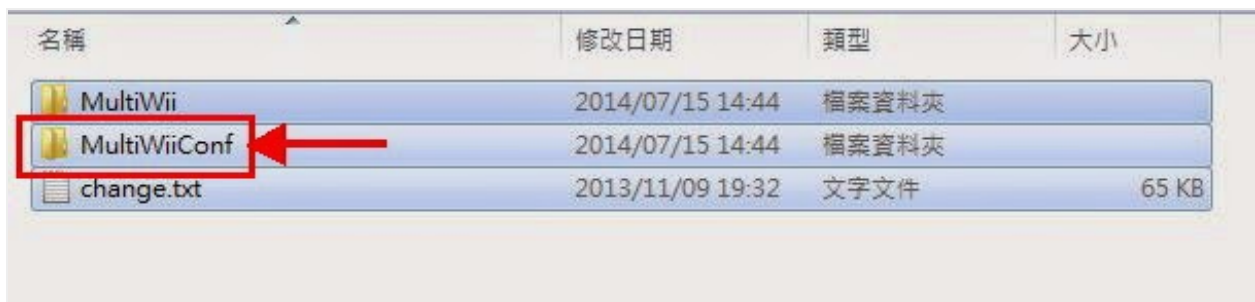 名稱 修改日期 類型 大小
MultiWii 2014/07/15 14:44 檔案資料夾
MultiWiiConf 2014/07/15 14:44 檔案資料夾
change.txt 2013/11/09 19:32 文字文件 65 KB